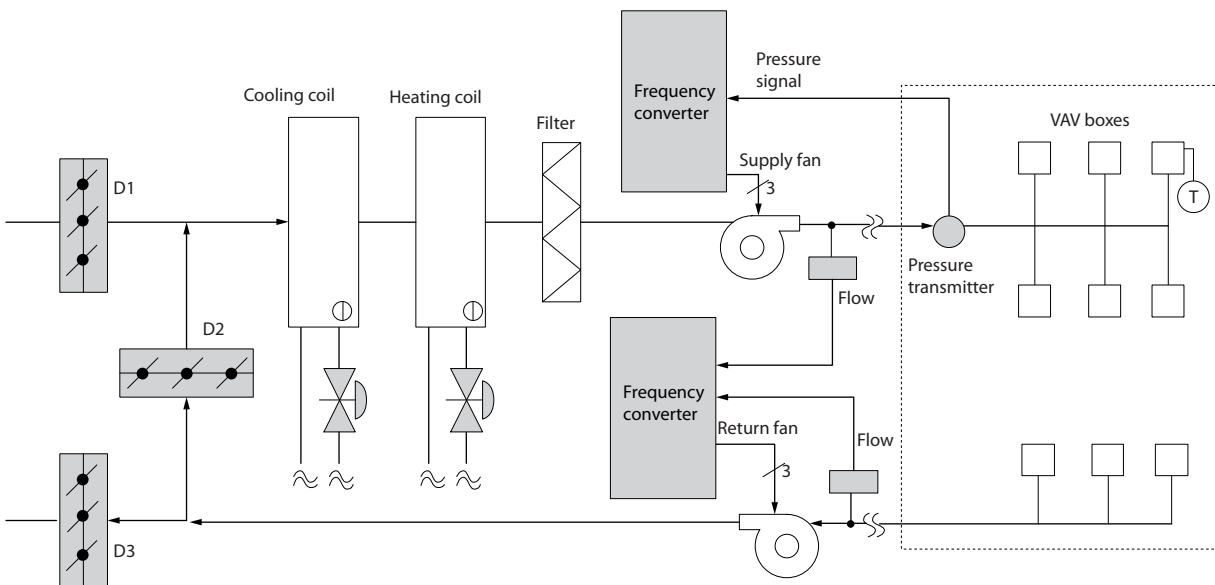 Cooling coil
Heating coil
Filter
Frequency
converter
Pressure
signal
VAV boxes
Supply fan
3
D1
T
Pressure
transmitter
Flow
D2
Frequency
converter
Return fan
3
Flow
D3